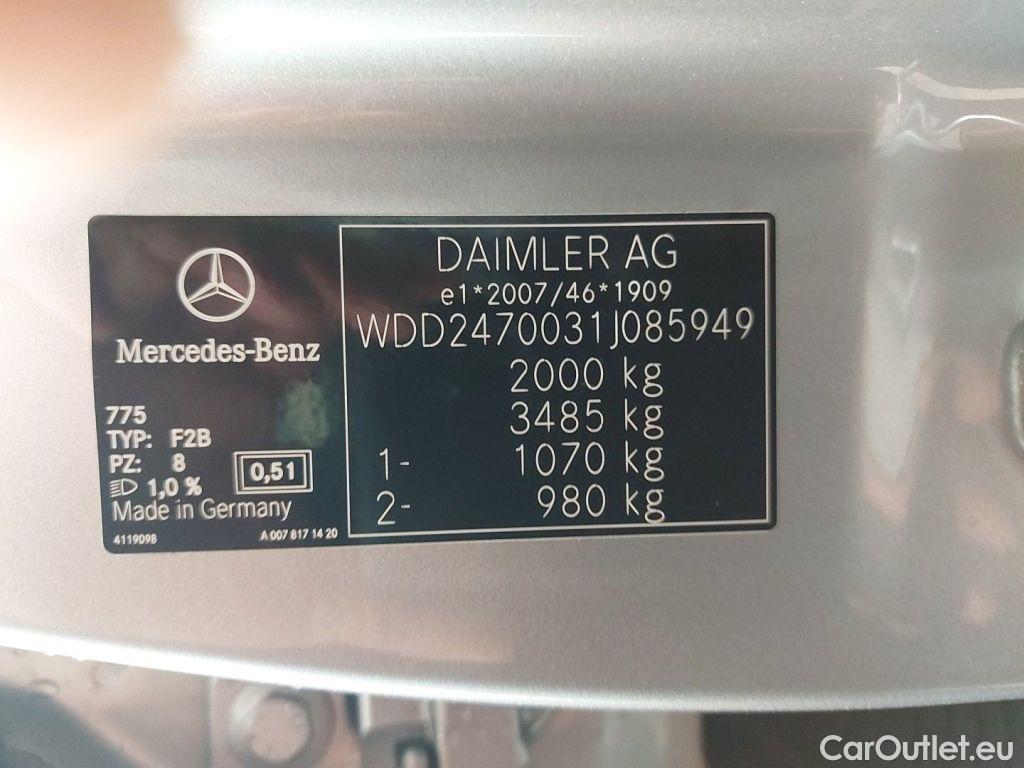 Mercedes-Benz
775
TYP: F2B
PZ: 8
1,0 %
0,51
Made in Germany
4119098
A 007 817 14 20
DAIMLER AG
e1*2007/46*1909
WDD2470031J085949
2000 kg
3485 kg
1- 1070 kg
2- 980 kg
CarOutlet.eu